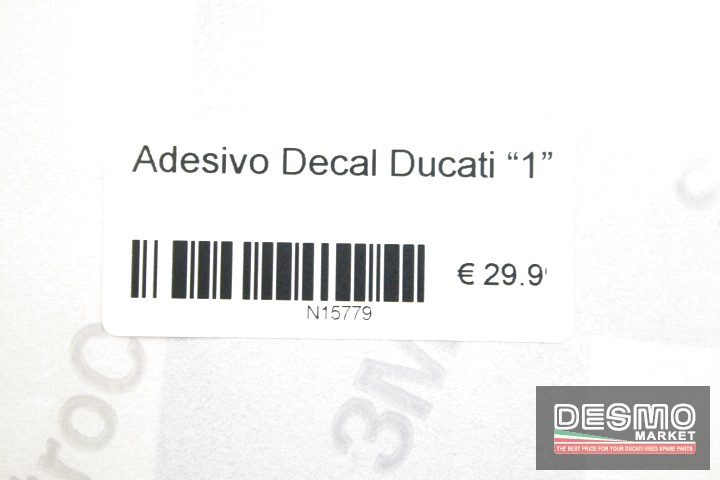 Adesivo Decal Ducati “1”
€ 29.9
N15779
3M
DESMO
MARKET
THE BEST PRICE FOR YOUR DUCATI USED SPARE PARTS